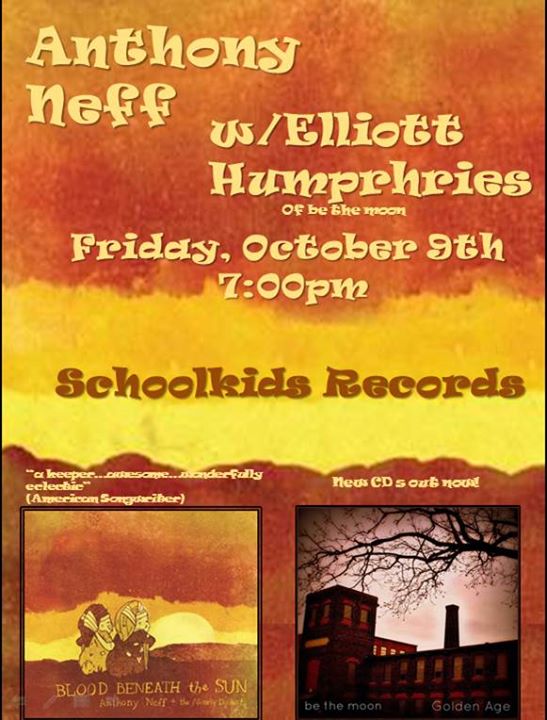 Anthony
Neff
w/Elliott
Humprhries
Of be the moon
Friday, October 9th
7:00pm
Schoolkids Records
"a keeper...awesome...wonderfully
eclectic"
(American Songwriter)
New CD s out now!
BLOOD BENEATH the SUN
Anthony Neff + the
be the moon
Golden Age